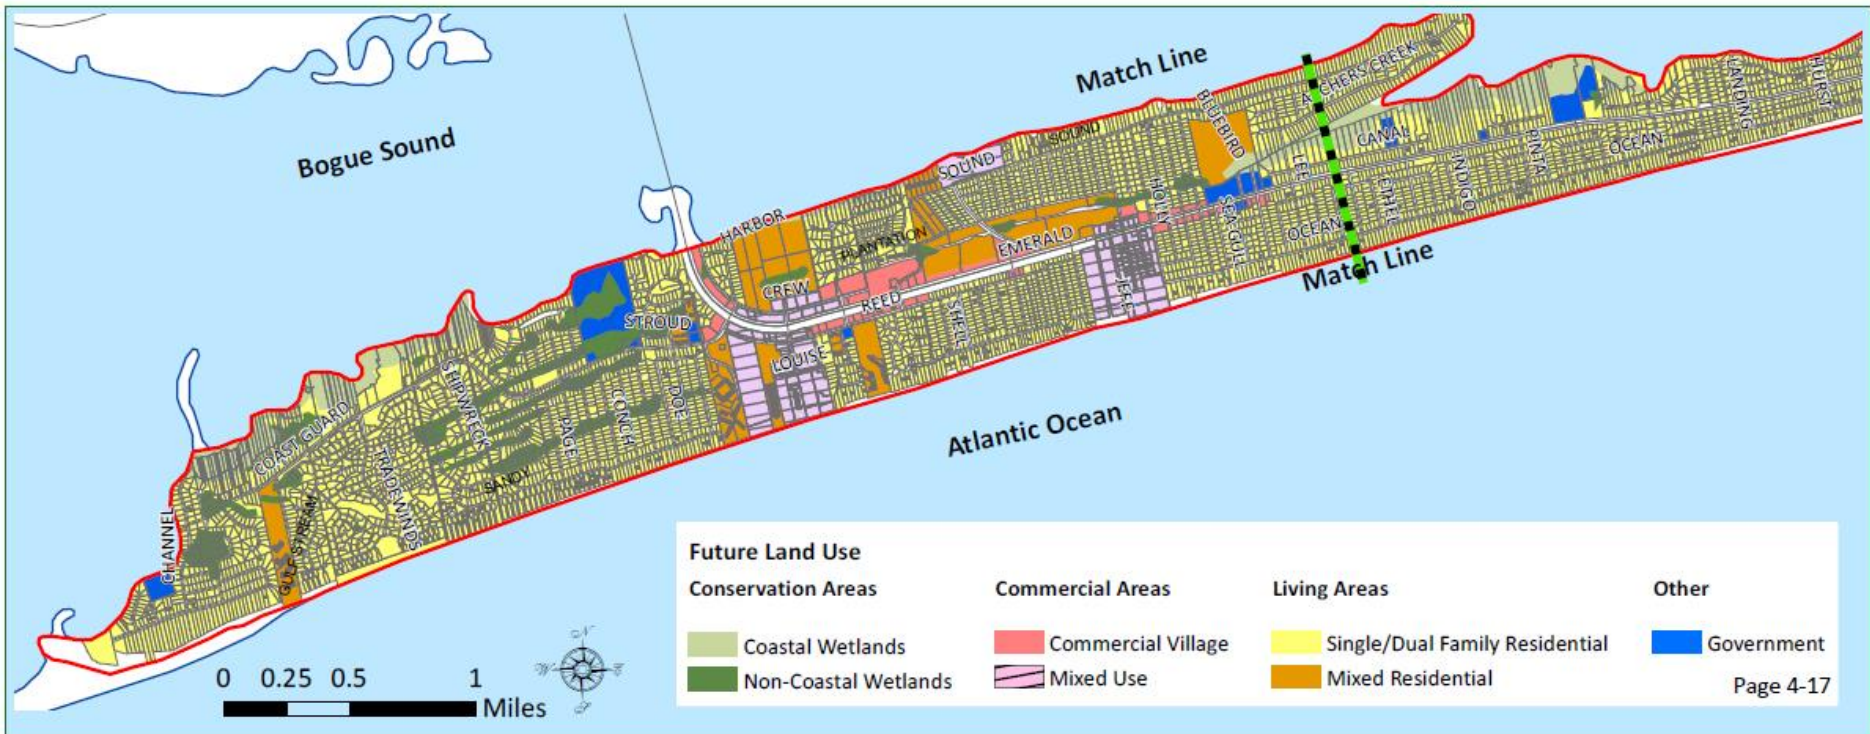 Match Line
Bogue Sound
A
CHERS CREEK
BLUEBIRD
LANDING
HURST
SOUND
SOUND
CANAL
PINTA
OCEAN
LEE
INDIGO
ETHEL
HOLLY
SEA GULL
OCEAN
HARBOR
PLANTATION
EMERALD
Match Line
CREW
REED
JEFF
STROUD
SHELL
LOUISE
SHIPWRECK
DOE
CONCH
PAGE
COAST GUARD
TRADEWINDS
SANDY
Atlantic Ocean
CHANNEL
GULF STREAM
N
W
E
S
0 0.25 0.5 1
Miles
Future Land Use
Conservation Areas Commercial Areas Living Areas Other
Coastal Wetlands Commercial Village Single/Dual Family Residential Government
Non-Coastal Wetlands Mixed Use Mixed Residential
Page 4-17